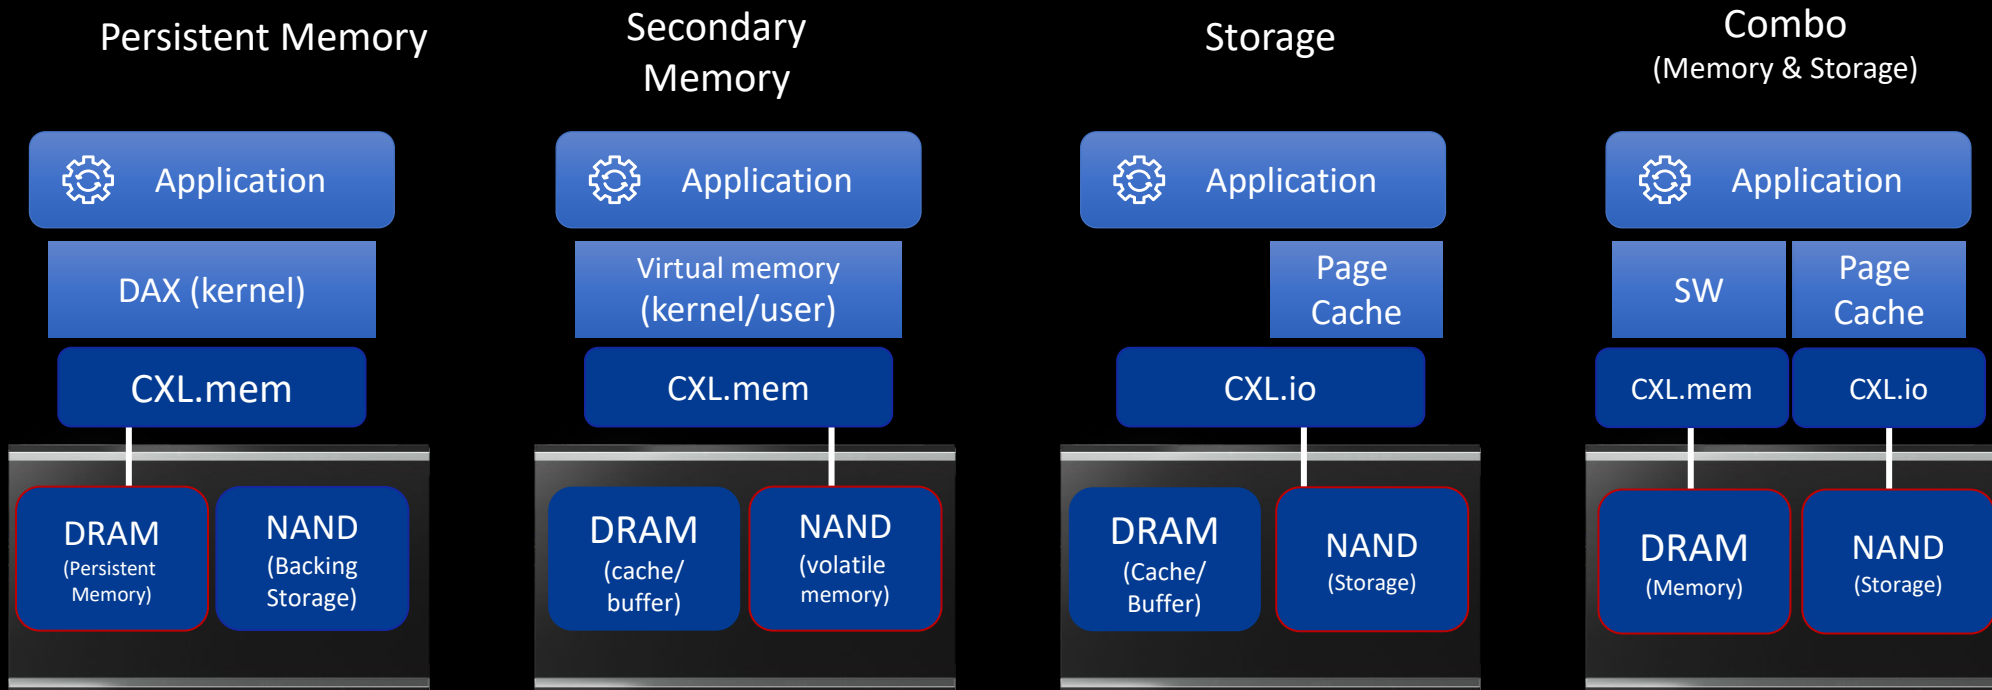 Persistent Memory
Application
DAX (kernel)
CXL.mem
DRAM
(Persistent
Memory)
NAND
(Backing
Storage)
Secondary
Memory
Application
Virtual memory
(kernel/user)
CXL.mem
DRAM
(cache/
buffer)
NAND
(volatile
memory)
Storage
Application
Page
Cache
CXL.io
DRAM
(Cache/
Buffer)
NAND
(Storage)
Combo
(Memory & Storage)
Application
SW
Page
Cache
CXL.mem
CXL.io
DRAM
(Memory)
NAND
(Storage)